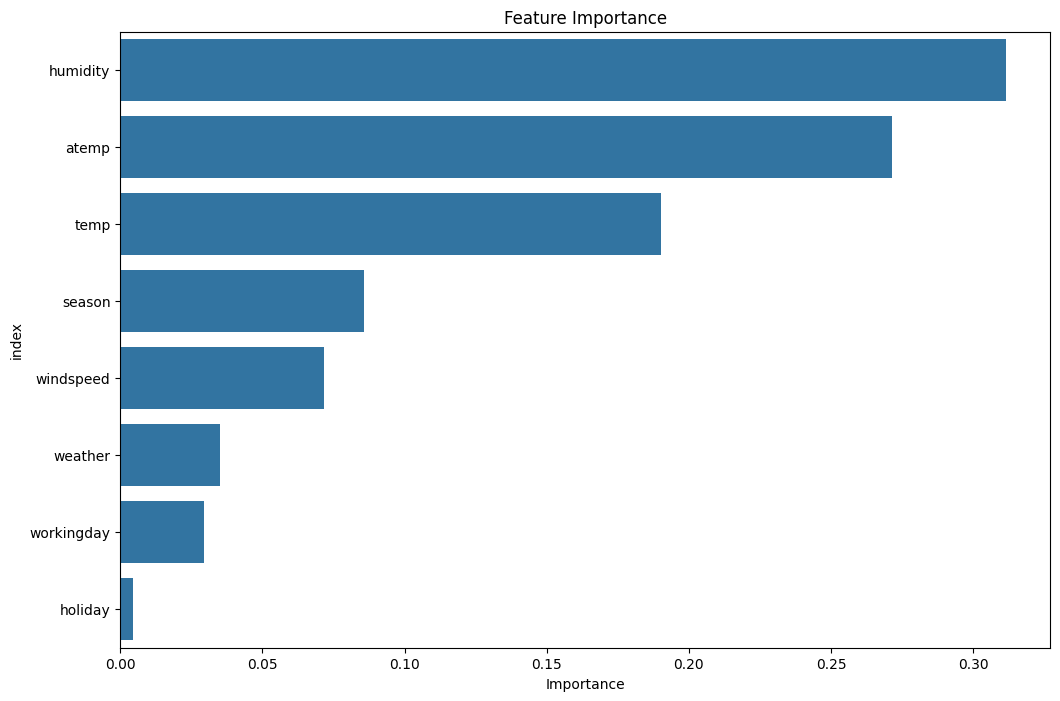 Feature Importance
humidity
atemp
temp
season
windspeed
weather
workingday
holiday
index
0.00 0.05 0.10 0.15 0.20 0.25 0.30
Importance